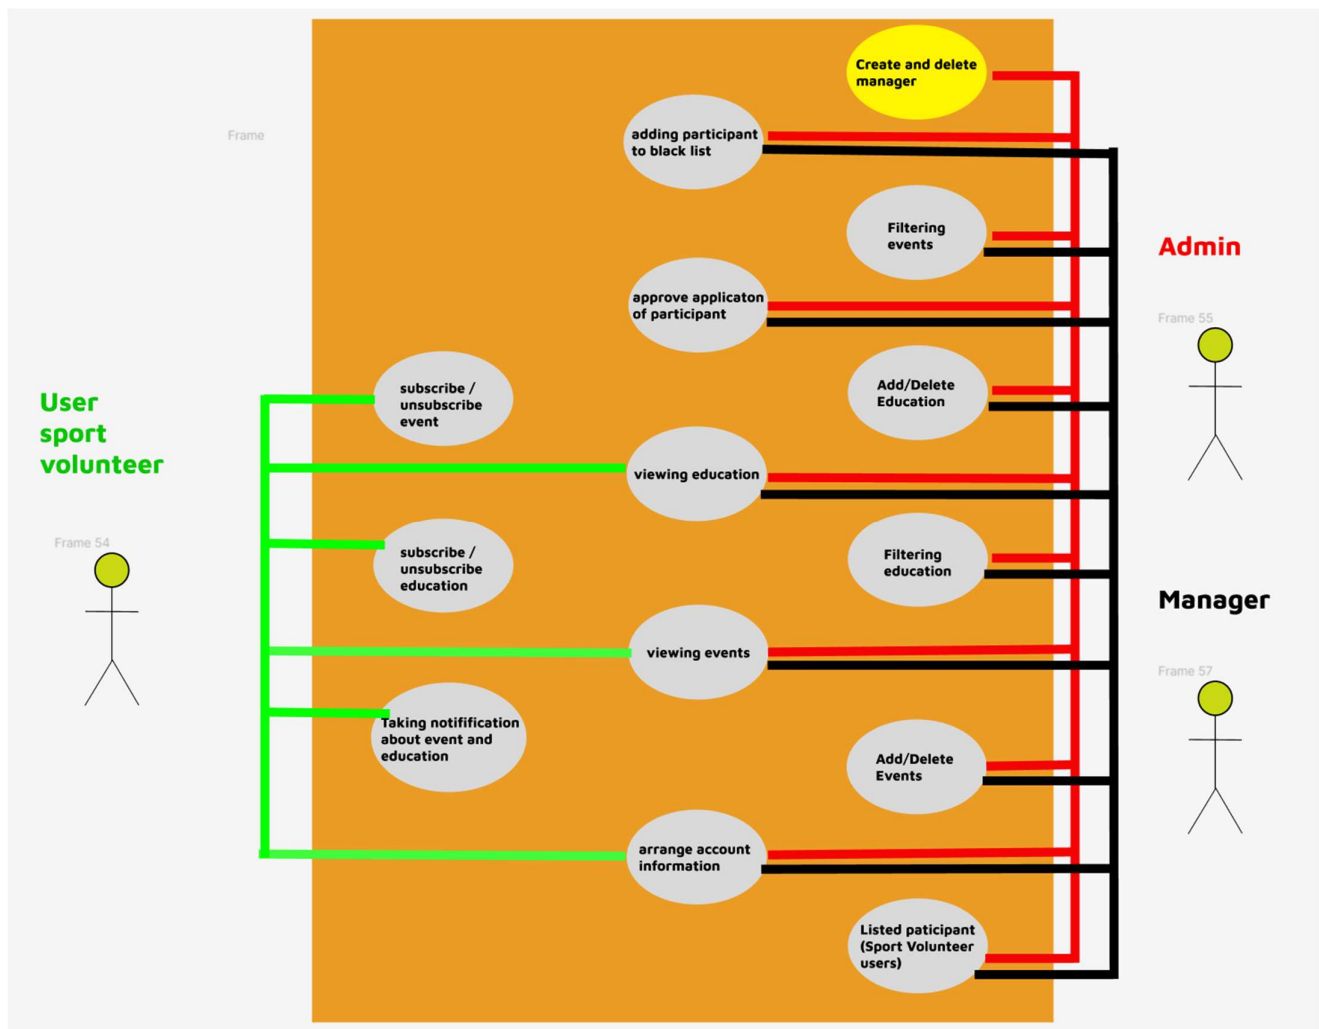 Create and delete
manager
adding participant
to black list
Frame
Filtering
events
Admin
approve applicaton
of participant
Frame 55
subscribe /
unsubscribe
event
Add/Delete
Education
User
sport
volunteer
viewing education
subscribe /
unsubscribe
education
Filtering
education
Frame 54
Manager
viewing events
Frame 57
Taking notifification
about event and
education
Add/Delete
Events
arrange account
information
Listed paticipant
(Sport Volunteer
users)